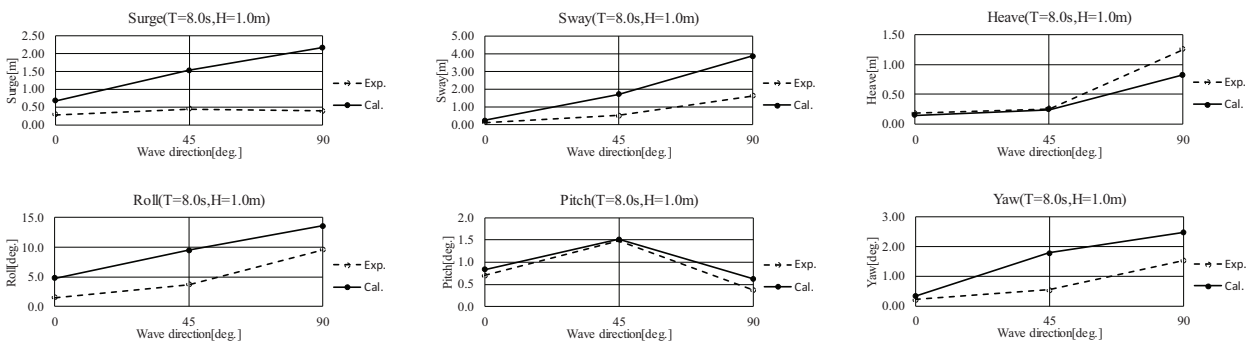 Surge(T=8.0s,H=1.0m)
2.50
2.00
1.50
1.00
0.50
0.00
Surge[m]
0 45 90
Wave direction[deg.]
Exp.
Cal.
Sway(T=8.0s,H=1.0m)
5.00
4.00
3.00
2.00
1.00
0.00
Sway[m]
0 45 90
Wave direction[deg.]
Exp.
Cal.
Heave(T=8.0s,H=1.0m)
1.50
1.00
0.50
0.00
Heave[m]
0 45 90
Wave direction[deg.]
Exp.
Cal.
Roll(T=8.0s,H=1.0m)
15.0
10.0
5.0
0.0
Roll[deg.]
0 45 90
Wave direction[deg.]
Exp.
Cal.
Pitch(T=8.0s,H=1.0m)
2.0
1.5
1.0
0.5
0.0
Pitch[deg.]
0 45 90
Wave direction[deg.]
Exp.
Cal.
Yaw(T=8.0s,H=1.0m)
3.00
2.00
1.00
0.00
Yaw[deg.]
0 45 90
Wave direction[deg.]
Exp.
Cal.